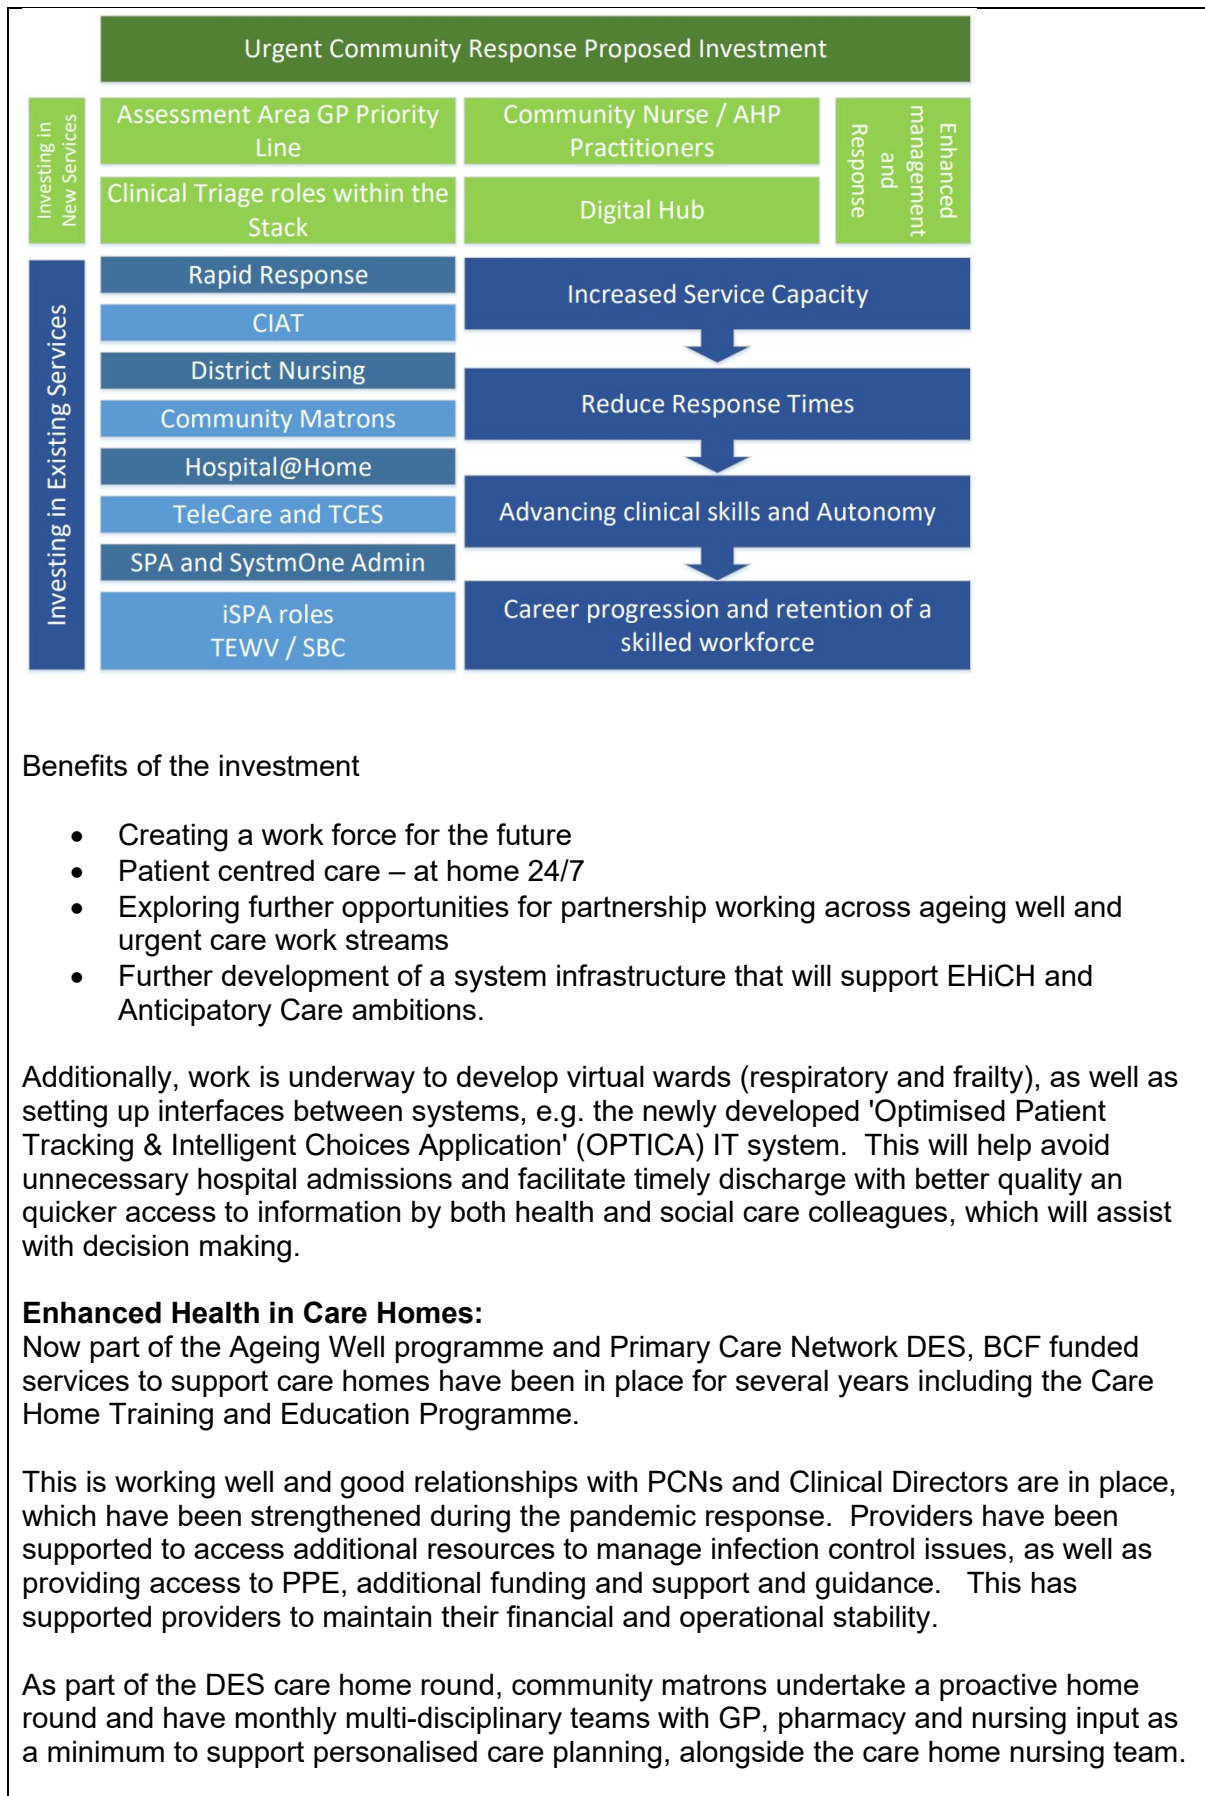 Urgent Community Response Proposed Investment
Investing in
New Services
Assessment Area GP Priority
Line
Community Nurse / AHP
Practitioners
Clinical Triage roles within the
Stack
Digital Hub
Enhanced
management
and
Response
Investing in Existing Services
Rapid Response
CIAT
District Nursing
Community Matrons
Hospital@Home
TeleCare and TCES
SPA and SystmOne Admin
iSPA roles
TEWV / SBC
Increased Service Capacity
Reduce Response Times
Advancing clinical skills and Autonomy
Career progression and retention of a
skilled workforce
Benefits of the investment
• Creating a work force for the future
• Patient centred care – at home 24/7
• Exploring further opportunities for partnership working across ageing well and
urgent care work streams
• Further development of a system infrastructure that will support EHiCH and
Anticipatory Care ambitions.
Additionally, work is underway to develop virtual wards (respiratory and frailty), as well as
setting up interfaces between systems, e.g. the newly developed 'Optimised Patient
Tracking & Intelligent Choices Application' (OPTICA) IT system.  This will help avoid
unnecessary hospital admissions and facilitate timely discharge with better quality an
quicker access to information by both health and social care colleagues, which will assist
with decision making.
Enhanced Health in Care Homes:
Now part of the Ageing Well programme and Primary Care Network DES, BCF funded
services to support care homes have been in place for several years including the Care
Home Training and Education Programme.
This is working well and good relationships with PCNs and Clinical Directors are in place,
which have been strengthened during the pandemic response.  Providers have been
supported to access additional resources to manage infection control issues, as well as
providing access to PPE, additional funding and support and guidance.   This has
supported providers to maintain their financial and operational stability.
As part of the DES care home round, community matrons undertake a proactive home
round and have monthly multi-disciplinary teams with GP, pharmacy and nursing input as
a minimum to support personalised care planning, alongside the care home nursing team.